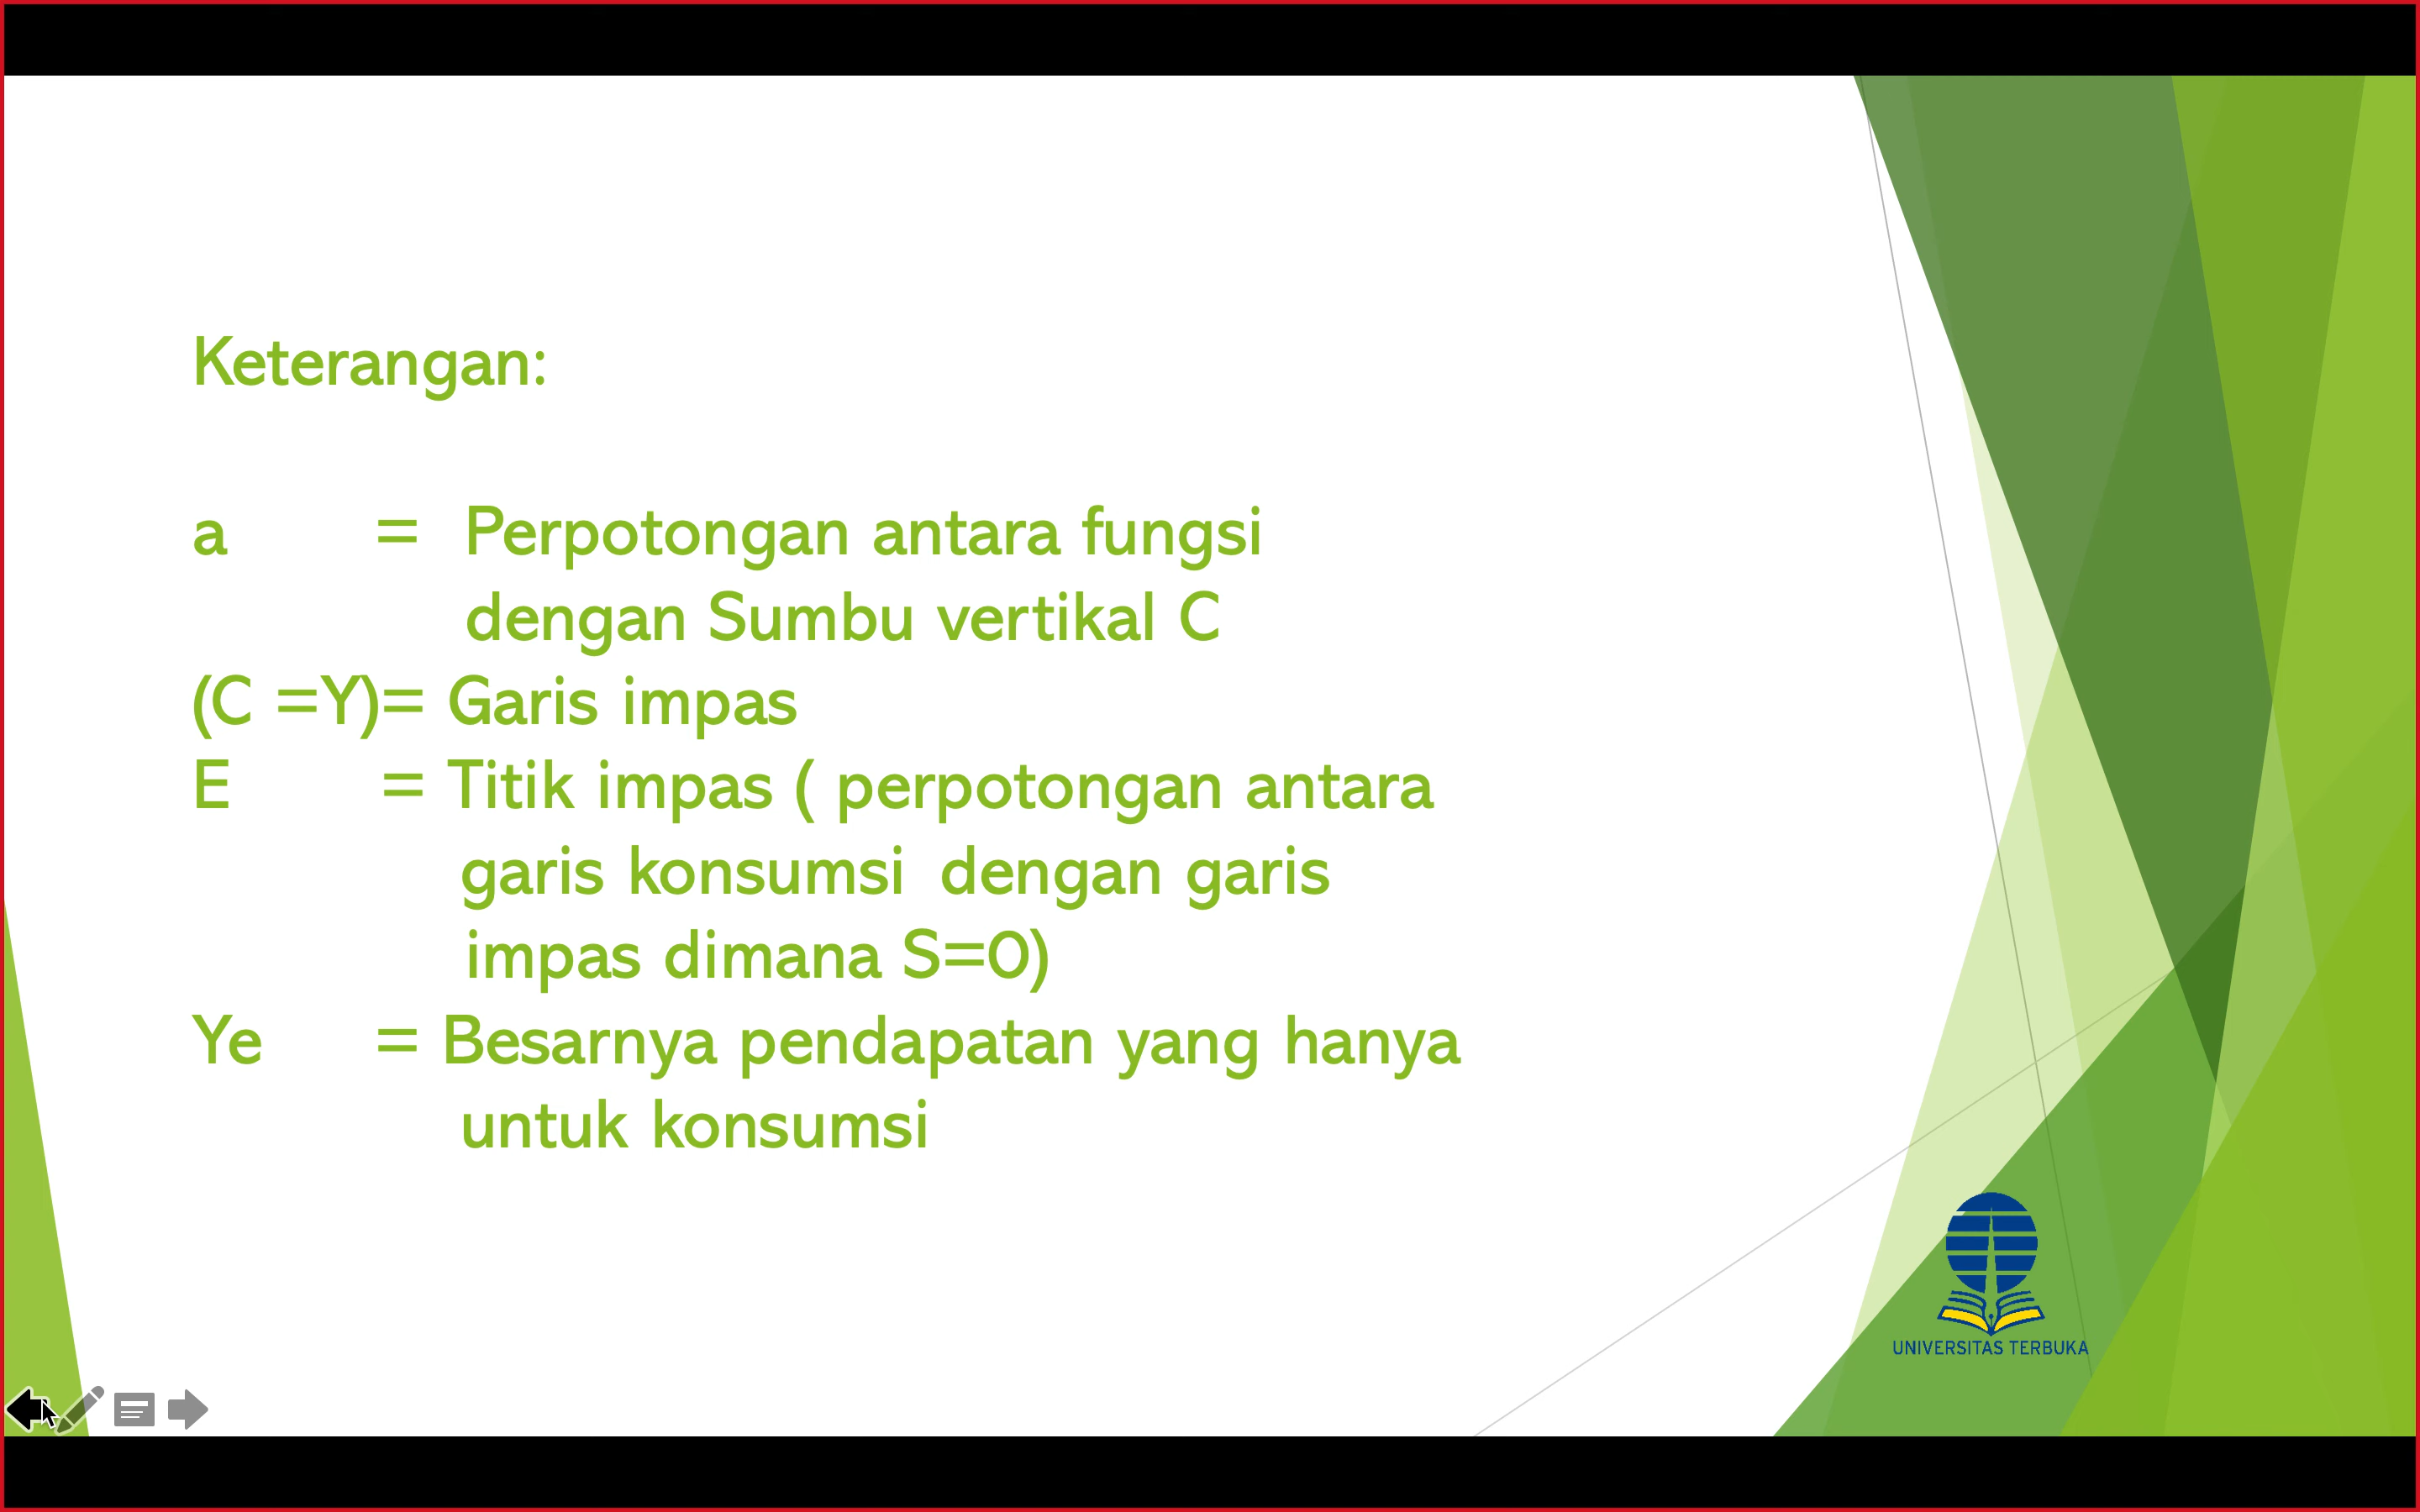 Keterangan:
a = Perpotongan antara fungsi
dengan Sumbu vertikal C
(C =Y)= Garis impas
E = Titik impas ( perpotongan antara
garis konsumsi dengan garis
impas dimana S=0)
Ye = Besarnya pendapatan yang hanya
untuk konsumsi
UNIVERSITAS TERBUKA